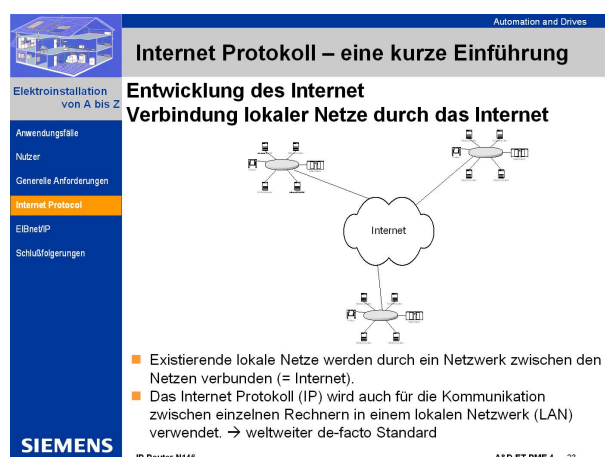 Automation and Drives
Internet Protokoll – eine kurze Einführung
Elektroinstallation
von A bis Z
Entwicklung des Internet
Verbindung lokaler Netze durch das Internet
Anwendungsfälle
Nutzer
Generelle Anforderungen
Internet Protocol
EIBnet/IP
Schlußfolgerungen
Internet
Existierende lokale Netze werden durch ein Netzwerk zwischen den
Netzen verbunden (= Internet).
Das Internet Protokoll (IP) wird auch für die Kommunikation
zwischen einzelnen Rechnern in einem lokalen Netzwerk (LAN)
verwendet. → weltweiter de-facto Standard
SIEMENS
IP Router N146